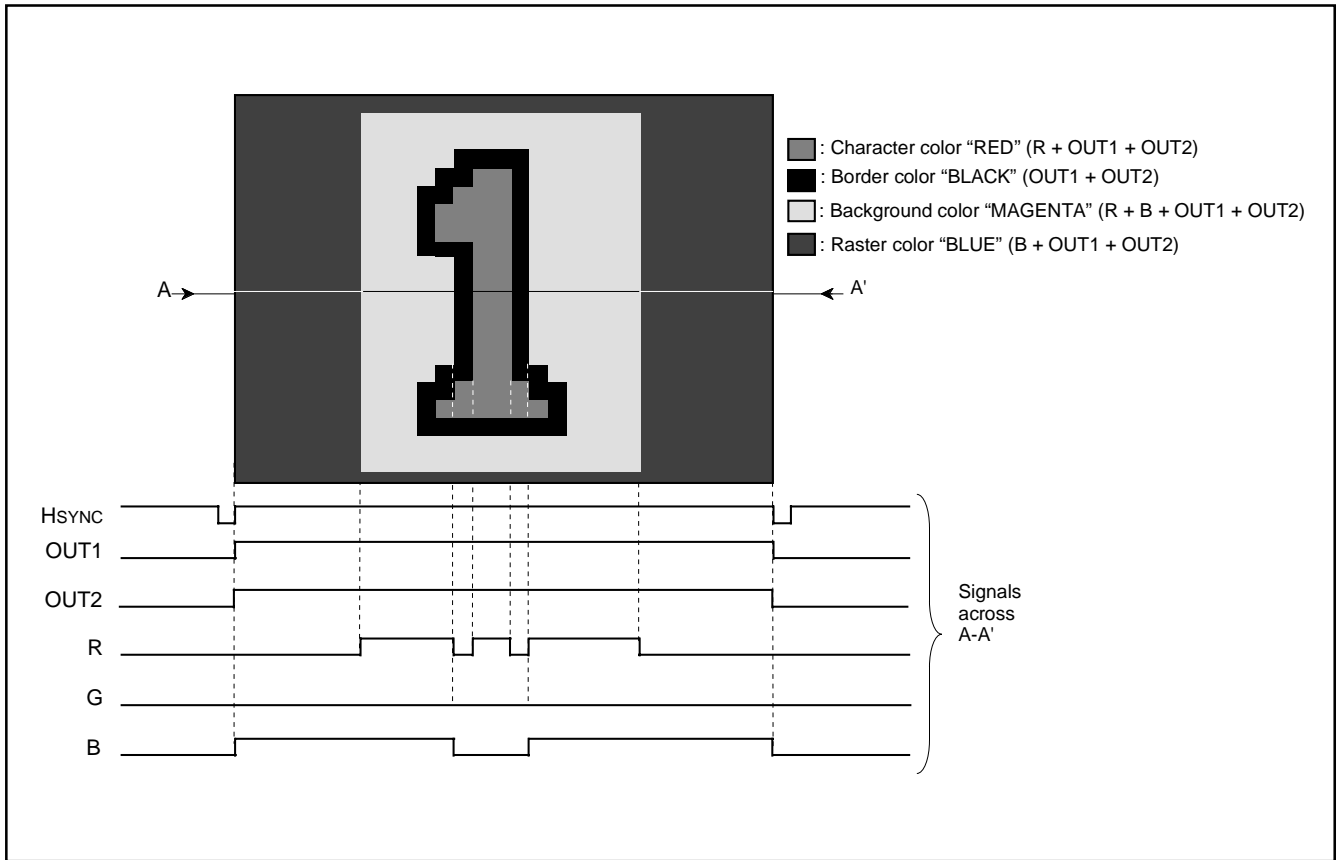 : Character color “RED” (R + OUT1 + OUT2)
: Border color “BLACK” (OUT1 + OUT2)
: Background color “MAGENTA” (R + B + OUT1 + OUT2)
: Raster color “BLUE” (B + OUT1 + OUT2)
A
A'
HSYNC
OUT1
OUT2
R
G
B
Signals
across
A-A'